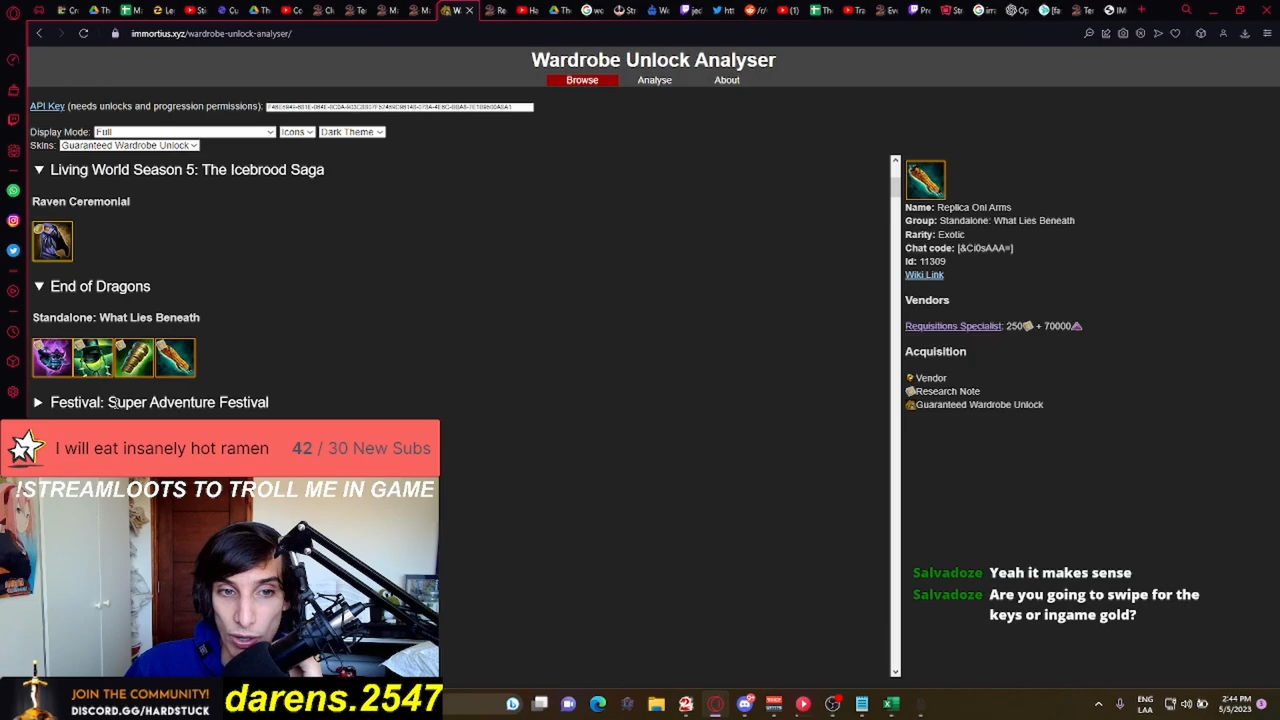 immortius.xyz/wardrobe-unlock-analyser/
Wardrobe Unlock Analyser
Browse Analyse About
API Key (needs unlocks and progression permissions):
Display Mode: Full Icons Dark Theme
Skins: Guaranteed Wardrobe Unlock
▼ Living World Season 5: The Icebrood Saga
Raven Ceremonial
▼ End of Dragons
Standalone: What Lies Beneath
▶ Festival: Super Adventure Festival
Name: Replica Oni Arms
Group: Standalone: What Lies Beneath
Rarity: Exotic
Chat code: [&Ci0sAAA=]
Id: 11309
Wiki Link
Vendors
Requisitions Specialist: 250 + 70000
Acquisition
Vendor
Research Note
Guaranteed Wardrobe Unlock
I will eat insanely hot ramen 42 / 30 New Subs
!STREAMLOOTS TO TROLL ME IN GAME
Salvadoze Yeah it makes sense
Salvadoze Are you going to swipe for the
keys or ingame gold?
JOIN THE COMMUNITY!
DISCORD.GG/HARDSTUCK
darens.2547
ENG
LAA
2:44 PM
5/5/2023